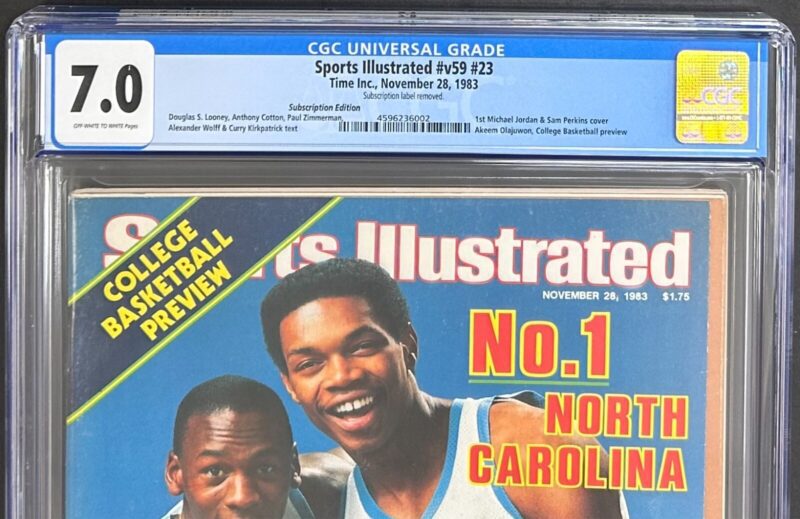 CGC UNIVERSAL GRADE
7.0
OFF-WHITE TO WHITE Pages
Sports Illustrated #v59 #23
Time Inc., November 28, 1983
Subscription label removed.
Subscription Edition
Douglas S. Looney, Anthony Cotton, Paul Zimmerman,
Alexander Wolff & Curry Kirkpatrick text
4596236002
1st Michael Jordan & Sam Perkins cover
Akeem Olajuwon, College Basketball preview
CGC
Sports Illustrated
COLLEGE
BASKETBALL
PREVIEW
NOVEMBER 28, 1983 $1.75
No.1
NORTH
CAROLINA